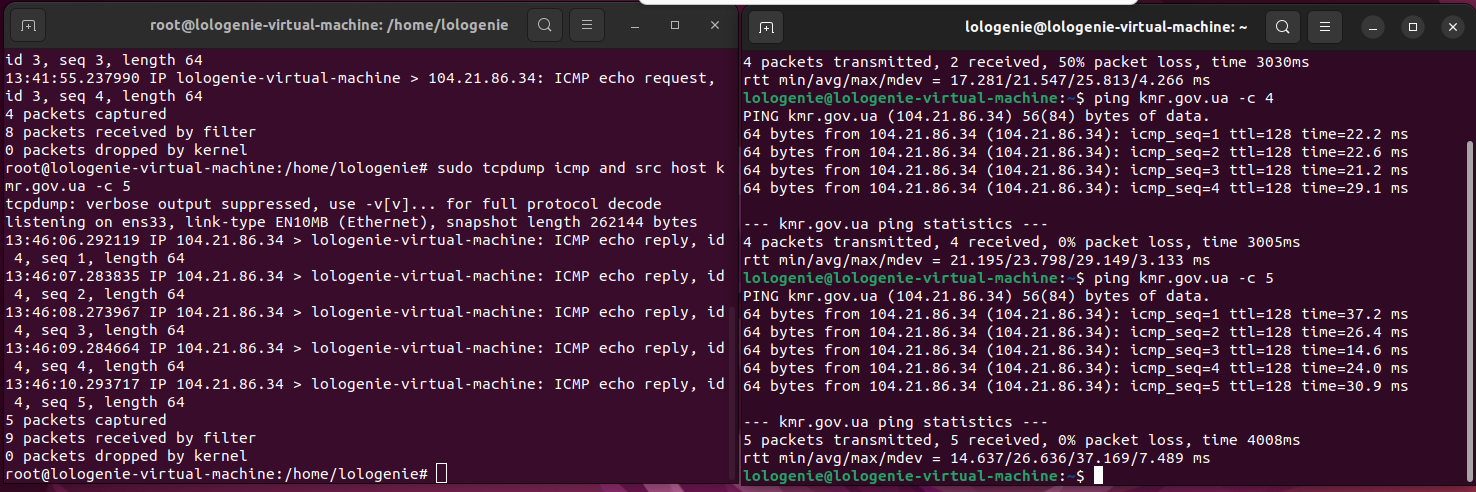 root@lologenie-virtual-machine: /home/lologenie
id 3, seq 3, length 64
13:41:55.237990 IP lologenie-virtual-machine > 104.21.86.34: ICMP echo request,
id 3, seq 4, length 64
4 packets captured
8 packets received by filter
0 packets dropped by kernel
root@lologenie-virtual-machine:/home/lologenie# sudo tcpdump icmp and src host k
mr.gov.ua -c 5
tcpdump: verbose output suppressed, use -v[v]... for full protocol decode
listening on ens33, link-type EN10MB (Ethernet), snapshot length 262144 bytes
13:46:06.292119 IP 104.21.86.34 > lologenie-virtual-machine: ICMP echo reply, id
 4, seq 1, length 64
13:46:07.283835 IP 104.21.86.34 > lologenie-virtual-machine: ICMP echo reply, id
 4, seq 2, length 64
13:46:08.273967 IP 104.21.86.34 > lologenie-virtual-machine: ICMP echo reply, id
 4, seq 3, length 64
13:46:09.284664 IP 104.21.86.34 > lologenie-virtual-machine: ICMP echo reply, id
 4, seq 4, length 64
13:46:10.293717 IP 104.21.86.34 > lologenie-virtual-machine: ICMP echo reply, id
 4, seq 5, length 64
5 packets captured
9 packets received by filter
0 packets dropped by kernel
root@lologenie-virtual-machine:/home/lologenie#
lologenie@lologenie-virtual-machine: ~
4 packets transmitted, 2 received, 50% packet loss, time 3030ms
rtt min/avg/max/mdev = 17.281/21.547/25.813/4.266 ms
lologenie@lologenie-virtual-machine:~$ ping kmr.gov.ua -c 4
PING kmr.gov.ua (104.21.86.34) 56(84) bytes of data.
64 bytes from 104.21.86.34 (104.21.86.34): icmp_seq=1 ttl=128 time=22.2 ms
64 bytes from 104.21.86.34 (104.21.86.34): icmp_seq=2 ttl=128 time=22.6 ms
64 bytes from 104.21.86.34 (104.21.86.34): icmp_seq=3 ttl=128 time=21.2 ms
64 bytes from 104.21.86.34 (104.21.86.34): icmp_seq=4 ttl=128 time=29.1 ms
--- kmr.gov.ua ping statistics ---
4 packets transmitted, 4 received, 0% packet loss, time 3005ms
rtt min/avg/max/mdev = 21.195/23.798/29.149/3.133 ms
lologenie@lologenie-virtual-machine:~$ ping kmr.gov.ua -c 5
PING kmr.gov.ua (104.21.86.34) 56(84) bytes of data.
64 bytes from 104.21.86.34 (104.21.86.34): icmp_seq=1 ttl=128 time=37.2 ms
64 bytes from 104.21.86.34 (104.21.86.34): icmp_seq=2 ttl=128 time=26.4 ms
64 bytes from 104.21.86.34 (104.21.86.34): icmp_seq=3 ttl=128 time=14.6 ms
64 bytes from 104.21.86.34 (104.21.86.34): icmp_seq=4 ttl=128 time=24.0 ms
64 bytes from 104.21.86.34 (104.21.86.34): icmp_seq=5 ttl=128 time=30.9 ms
--- kmr.gov.ua ping statistics ---
5 packets transmitted, 5 received, 0% packet loss, time 4008ms
rtt min/avg/max/mdev = 14.637/26.636/37.169/7.489 ms
lologenie@lologenie-virtual-machine:~$